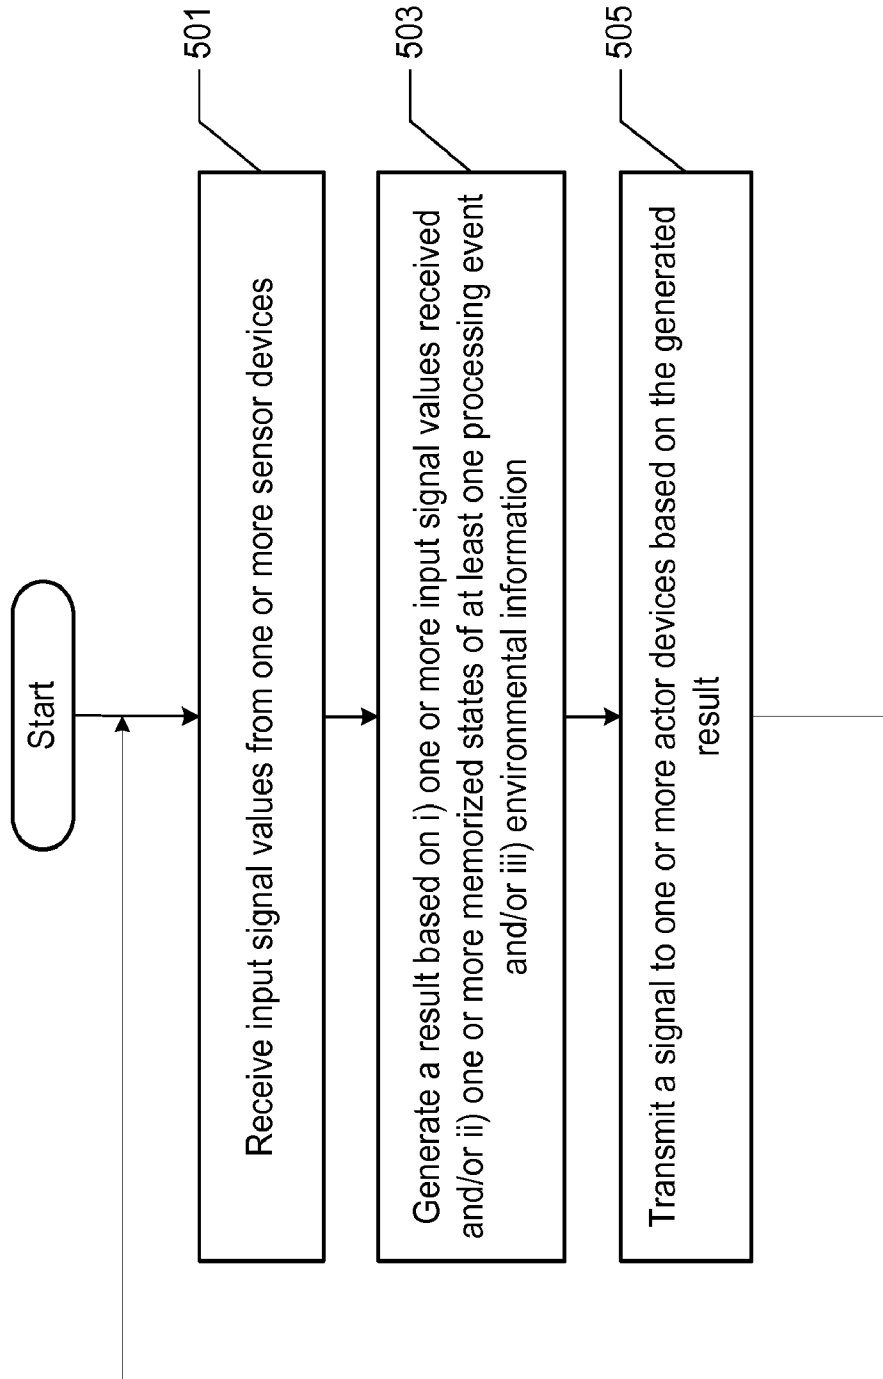 Start
501
Receive input signal values from one or more sensor devices
503
Generate a result based on i) one or more input signal values received
and/or ii) one or more memorized states of at least one processing event
and/or iii) environmental information
505
Transmit a signal to one or more actor devices based on the generated
result